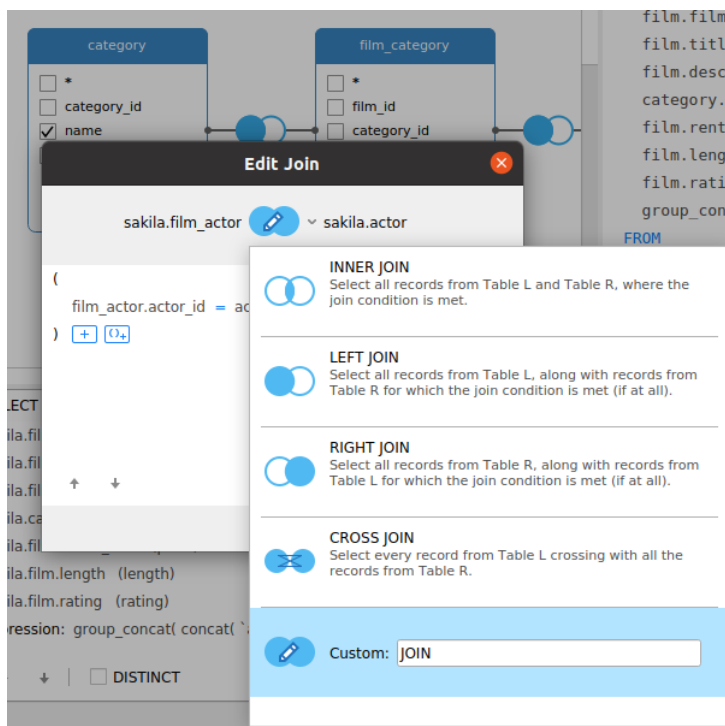 category
film_category
*
category_id
name
*
film_id
category_id
film.titl
film.desc
category.
film.rent
film.leng
film.rati
group_con
FROM
Edit Join
sakila.film_actor
sakila.actor
(
film_actor.actor_id = ac
)
INNER JOIN
Select all records from Table L and Table R, where the
join condition is met.
LEFT JOIN
Select all records from Table L, along with records from
Table R for which the join condition is met (if at all).
RIGHT JOIN
Select all records from Table R, along with records from
Table L for which the join condition is met (if at all).
CROSS JOIN
Select every record from Table L crossing with all the
records from Table R.
Custom: JOIN
LECT
ila.fil
ila.fil
ila.fil
ila.ca
ila.fil
ila.film.length (length)
ila.film.rating (rating)
ression: group_concat( concat( `a
DISTINCT